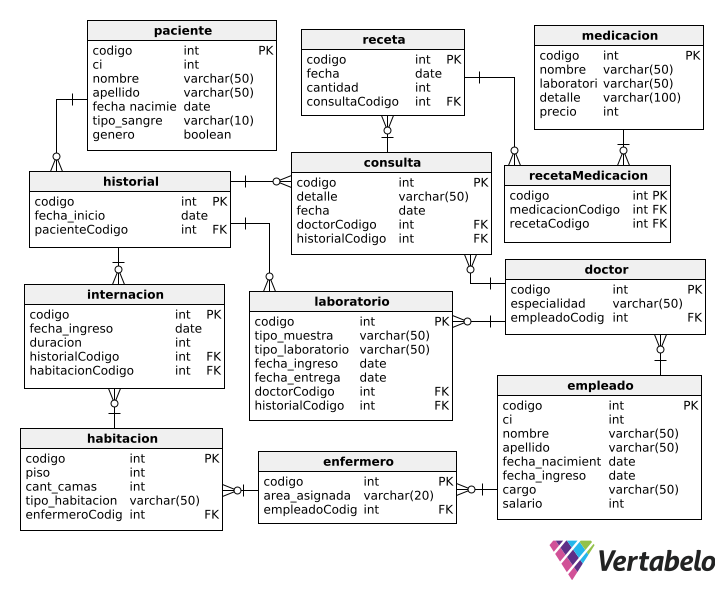 paciente
codigo int PK
ci int
nombre varchar(50)
apellido varchar(50)
fecha nacimie date
tipo_sangre varchar(10)
genero boolean
receta
codigo int PK
fecha date
cantidad int
consultaCodigo int FK
medicacion
codigo int PK
nombre varchar(50)
laboratori varchar(50)
detalle varchar(100)
precio int
historial
codigo int PK
fecha_inicio date
pacienteCodigo int FK
consulta
codigo int PK
detalle varchar(50)
fecha date
doctorCodigo int FK
historialCodigo int FK
recetaMedicacion
codigo int PK
medicacionCodigo int FK
recetaCodigo int FK
internacion
codigo int PK
fecha_ingreso date
duracion int
historialCodigo int FK
habitacionCodigo int FK
laboratorio
codigo int PK
tipo_muestra varchar(50)
tipo_laboratorio varchar(50)
fecha_ingreso date
fecha_entrega date
doctorCodigo int FK
historialCodigo int FK
doctor
codigo int PK
especialidad varchar(50)
empleadoCodig int FK
empleado
codigo int PK
ci int
nombre varchar(50)
apellido varchar(50)
fecha_nacimient date
fecha_ingreso date
cargo varchar(50)
salario int
habitacion
codigo int PK
piso int
cant_camas int
tipo_habitacion varchar(50)
enfermeroCodig int FK
enfermero
codigo int PK
area_asignada varchar(20)
empleadoCodig int FK
Vertabelo